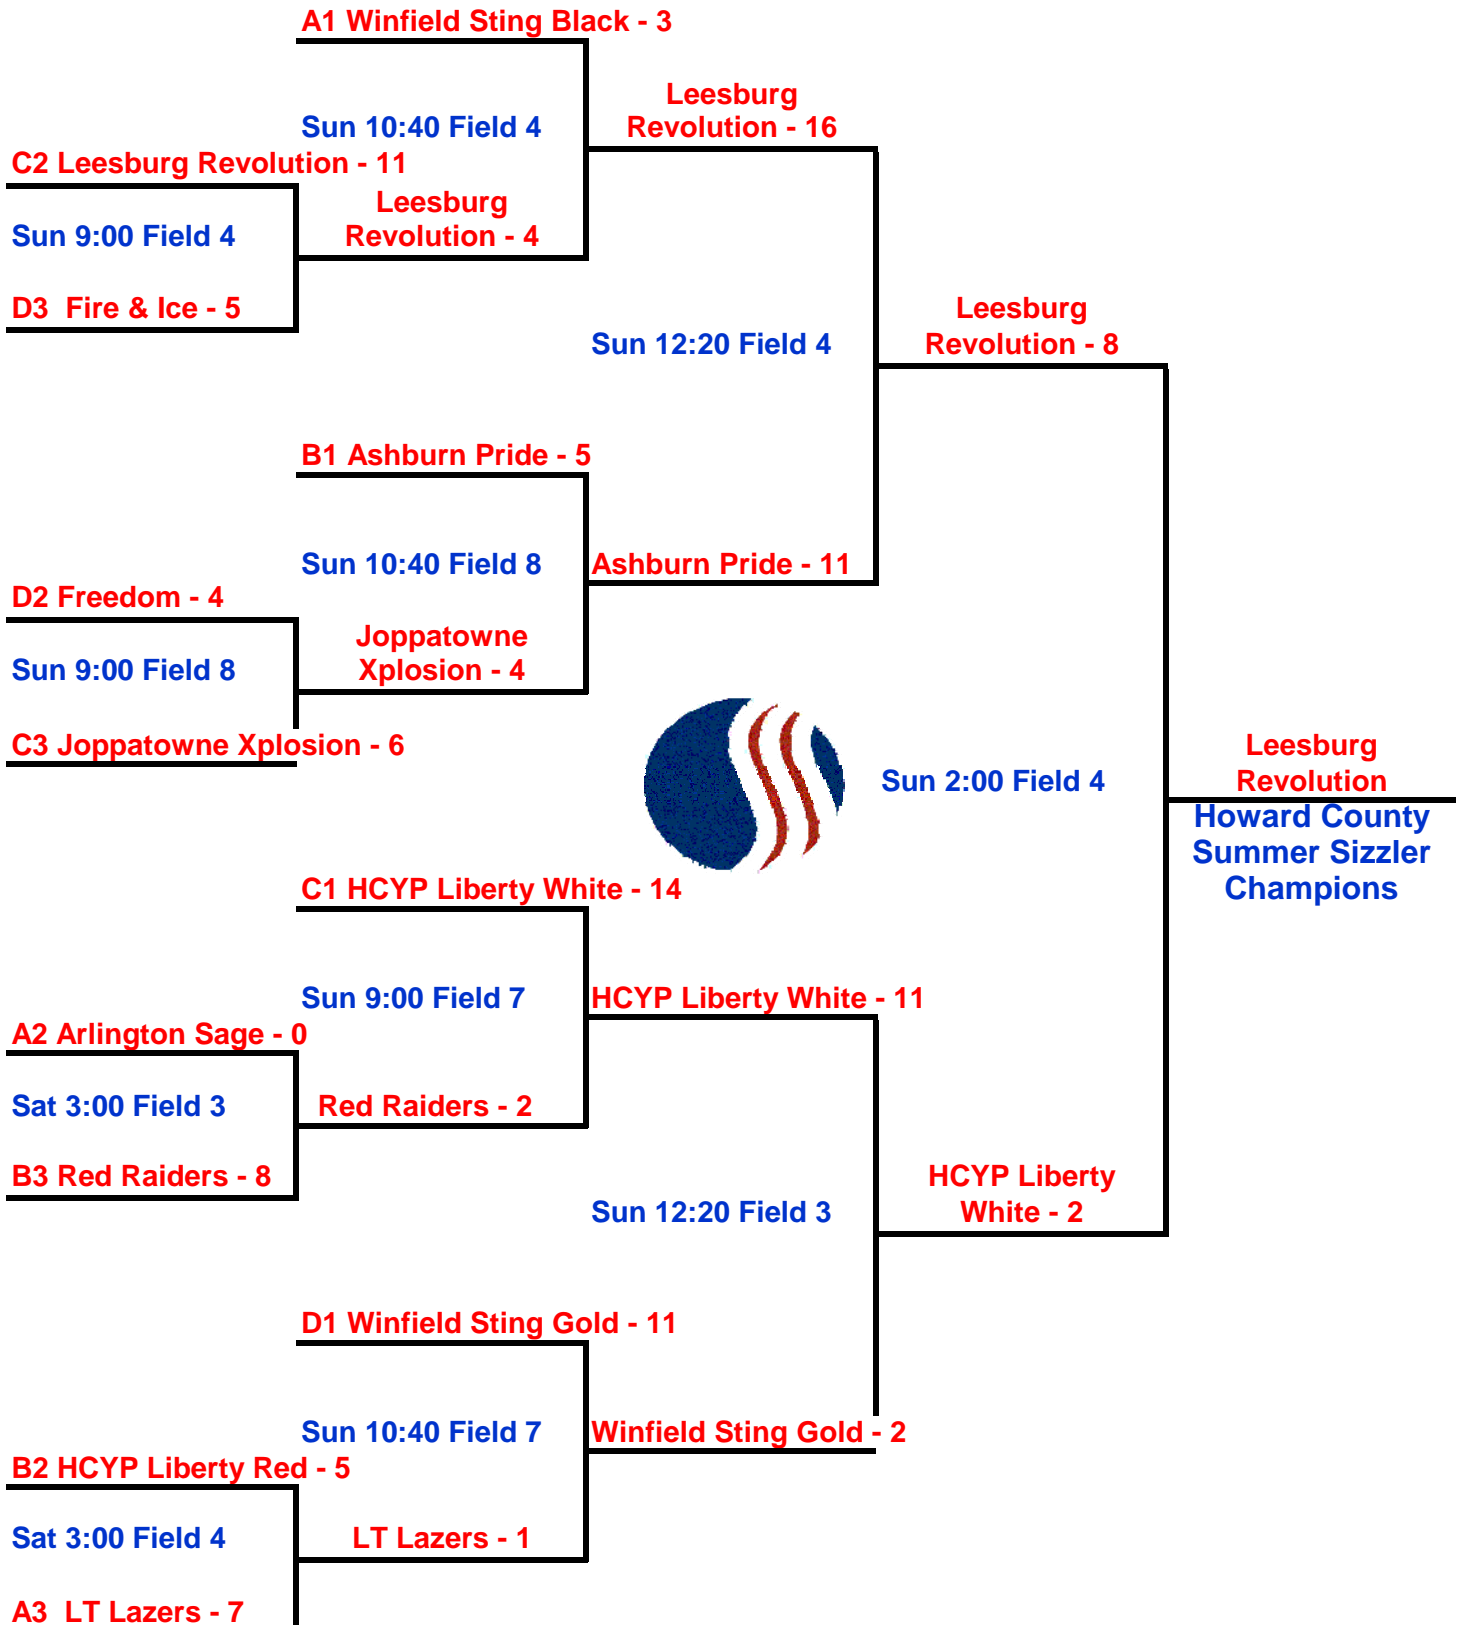 A1 Winfield Sting Black - 3
Leesburg
Revolution - 16
Sun 10:40 Field 4
C2 Leesburg Revolution - 11
Leesburg
Revolution - 4
Sun 9:00 Field 4
D3  Fire & Ice - 5
Leesburg
Revolution - 8
Sun 12:20 Field 4
B1 Ashburn Pride - 5
Sun 10:40 Field 8
Ashburn Pride - 11
D2 Freedom - 4
Joppatowne
Xplosion - 4
Sun 9:00 Field 8
C3 Joppatowne Xplosion - 6
Sun 2:00 Field 4
Leesburg
Revolution
Howard County
Summer Sizzler
Champions
C1 HCYP Liberty White - 14
Sun 9:00 Field 7
HCYP Liberty White - 11
A2 Arlington Sage - 0
Sat 3:00 Field 3
Red Raiders - 2
B3 Red Raiders - 8
HCYP Liberty
White - 2
Sun 12:20 Field 3
D1 Winfield Sting Gold - 11
Sun 10:40 Field 7
Winfield Sting Gold - 2
B2 HCYP Liberty Red - 5
Sat 3:00 Field 4
LT Lazers - 1
A3  LT Lazers - 7